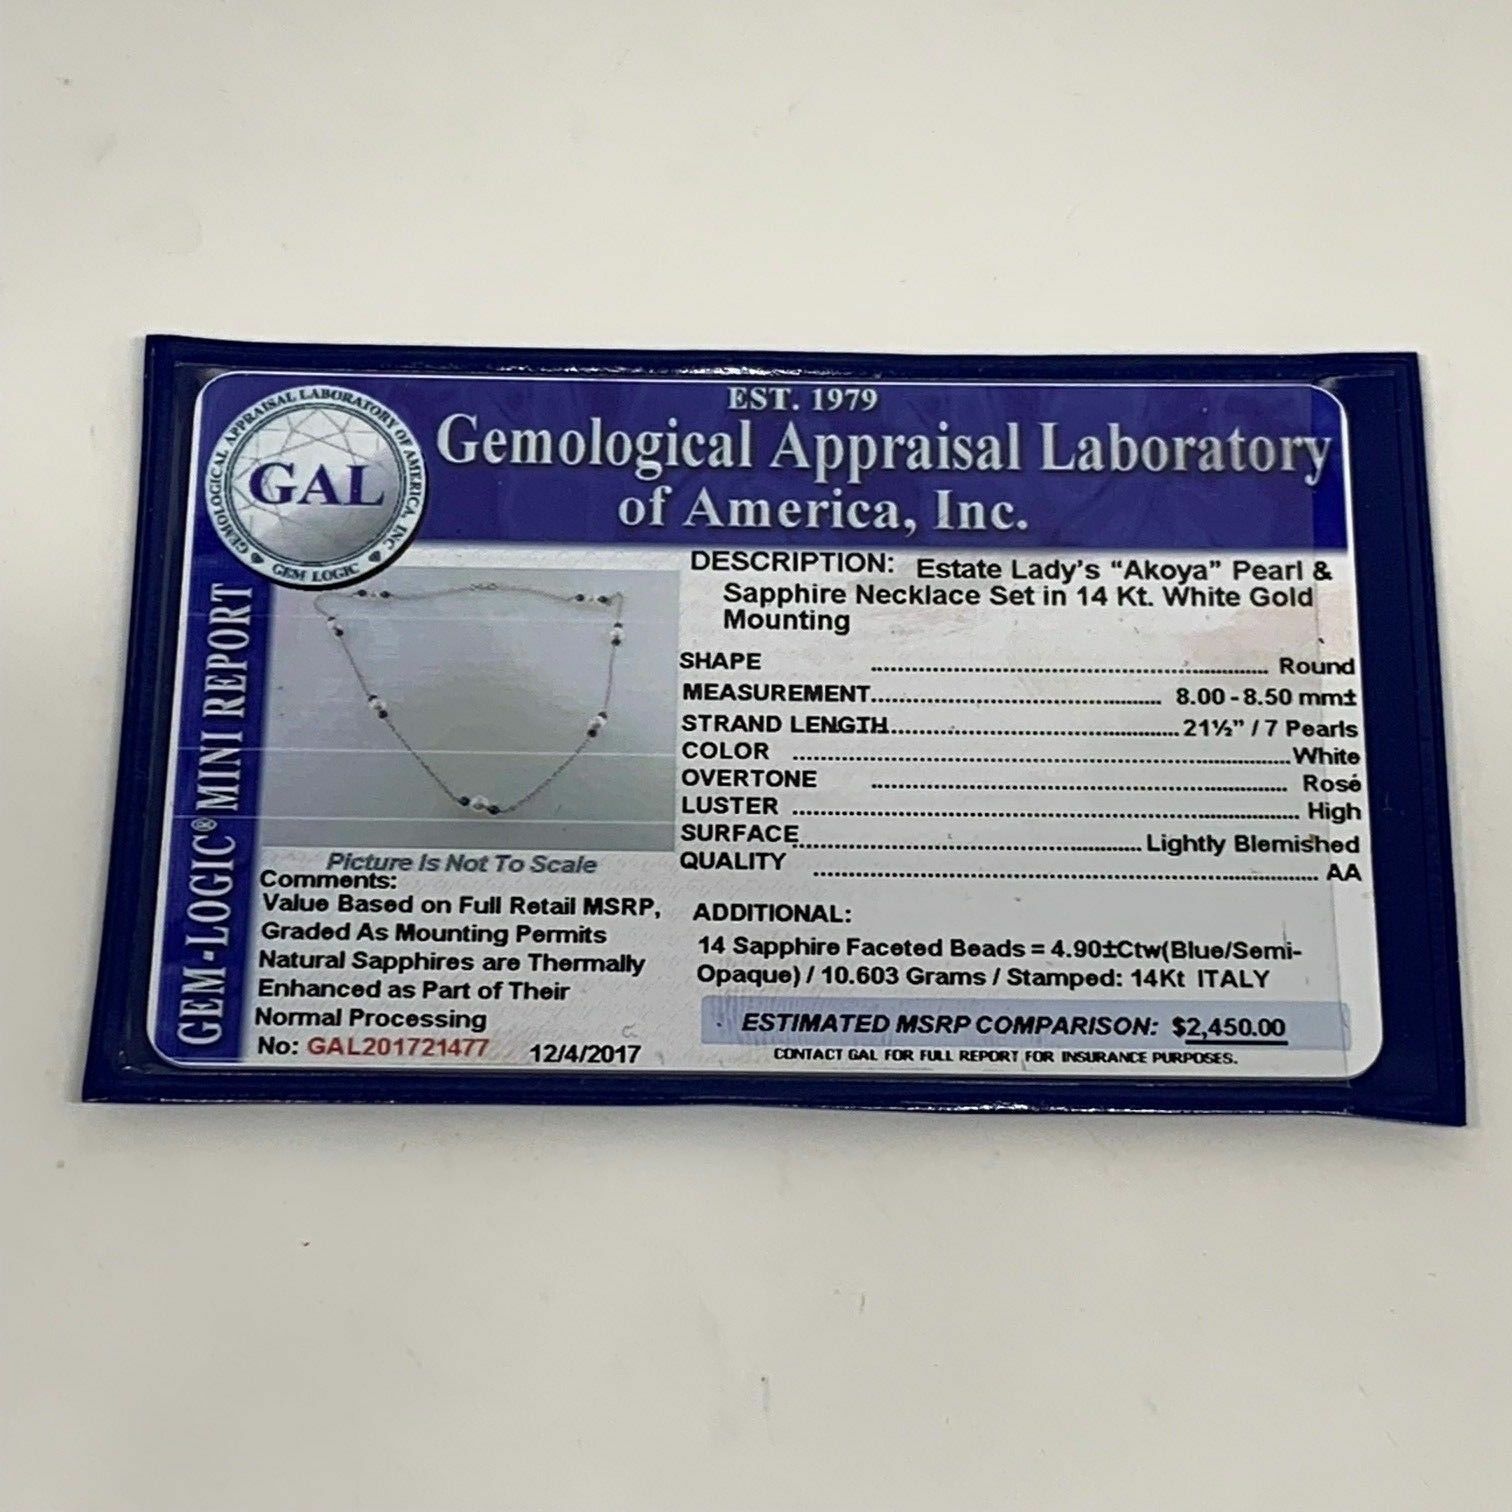 EST. 1979
Gemological Appraisal Laboratory
of America, Inc.
GEMOLOGICAL APPRAISAL LABORATORY OF AMERICA, INC.
GAL
GEM LOGIC
GEM-LOGIC® MINI REPORT
DESCRIPTION: Estate Lady's "Akoya" Pearl &
Sapphire Necklace Set in 14 Kt. White Gold
Mounting
SHAPE ........ Round
MEASUREMENT........ 8.00 - 8.50 mm±
STRAND LENGTH........ 21½" / 7 Pearls
COLOR ........ White
OVERTONE ........ Rosé
LUSTER ........ High
SURFACE ........ Lightly Blemished
QUALITY ........ AA
Picture Is Not To Scale
Comments:
Value Based on Full Retail MSRP,
Graded As Mounting Permits
Natural Sapphires are Thermally
Enhanced as Part of Their
Normal Processing
No: GAL201721477 12/4/2017
ADDITIONAL:
14 Sapphire Faceted Beads = 4.90±Ctw(Blue/Semi-
Opaque) / 10.603 Grams / Stamped: 14Kt ITALY
ESTIMATED MSRP COMPARISON: $2,450.00
CONTACT GAL FOR FULL REPORT FOR INSURANCE PURPOSES.